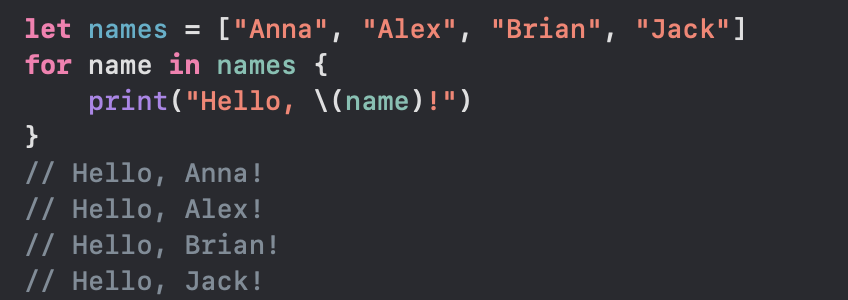 let names = ["Anna", "Alex", "Brian", "Jack"]
for name in names {
    print("Hello, \(name)!")
}
// Hello, Anna!
// Hello, Alex!
// Hello, Brian!
// Hello, Jack!